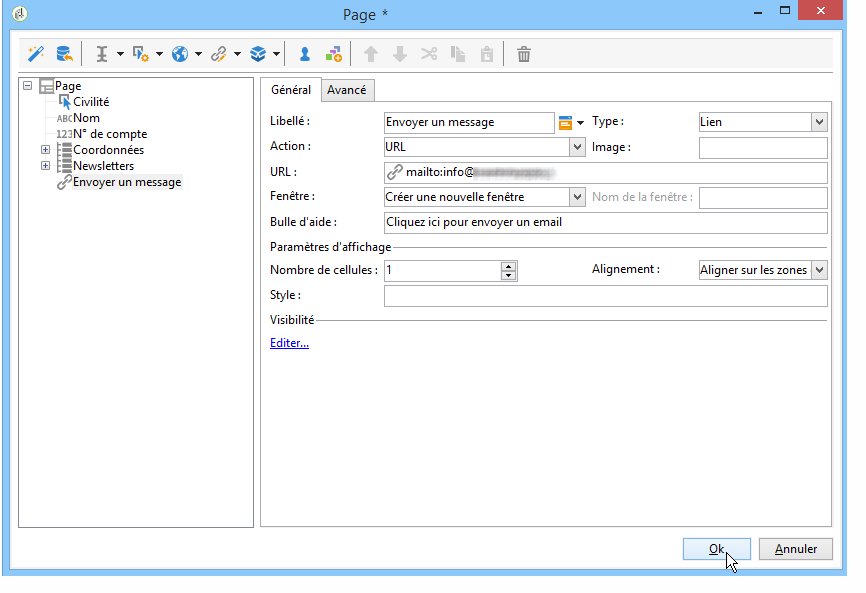 Page *
Page
Civilité
ABC Nom
123 N° de compte
Coordonnées
Newsletters
Envoyer un message
Général Avancé
Libellé : Envoyer un message Type : Lien
Action : URL Image :
URL : mailto:info@
Fenêtre : Créer une nouvelle fenêtre Nom de la fenêtre :
Bulle d'aide : Cliquez ici pour envoyer un email
Paramètres d'affichage
Nombre de cellules : 1 Alignement : Aligner sur les zones
Style :
Visibilité
Editer...
Ok Annuler